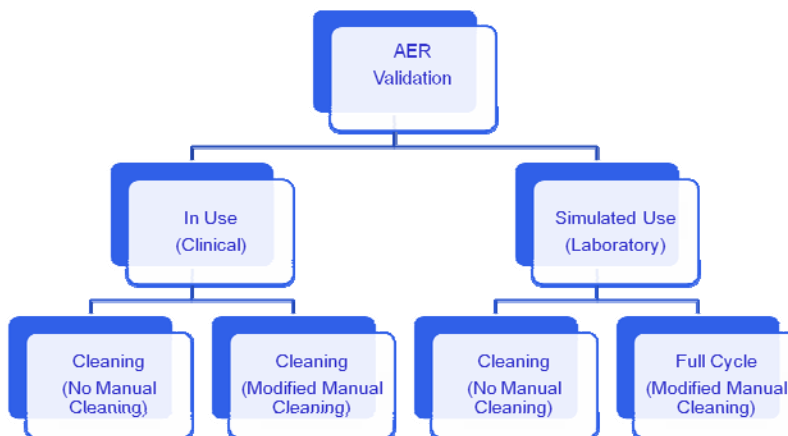 AER
Validation
In Use
(Clinical)
Simulated Use
(Laboratory)
Cleaning
(No Manual
Cleaning)
Cleaning
(Modified Manual
Cleaning)
Cleaning
(No Manual
Cleaning)
Full Cycle
(Modified Manual
Cleaning)